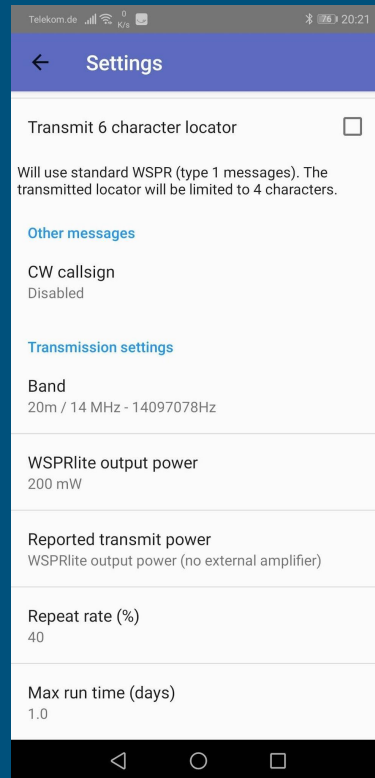 Telekom.de 0 K/s 76 20:21
Settings
Transmit 6 character locator
Will use standard WSPR (type 1 messages). The
transmitted locator will be limited to 4 characters.
Other messages
CW callsign
Disabled
Transmission settings
Band
20m / 14 MHz - 14097078Hz
WSPRlite output power
200 mW
Reported transmit power
WSPRlite output power (no external amplifier)
Repeat rate (%)
40
Max run time (days)
1.0